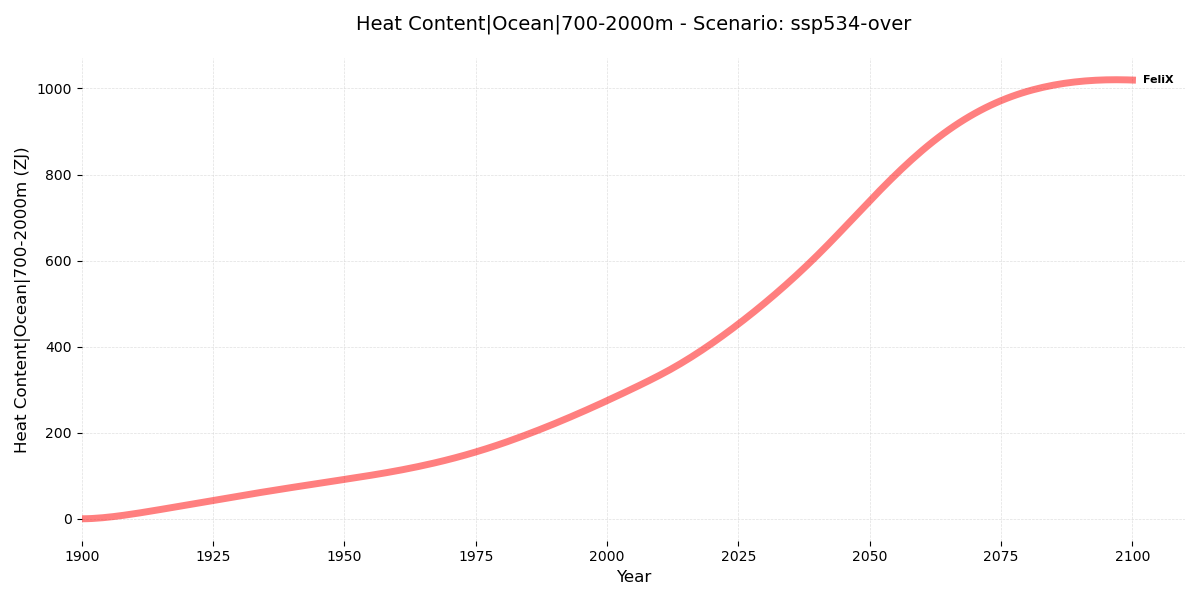 Heat Content|Ocean|700-2000m - Scenario: ssp534-over
Heat Content|Ocean|700-2000m (ZJ)
1000
800
600
400
200
0
FeliX
1900 1925 1950 1975 2000 2025 2050 2075 2100
Year